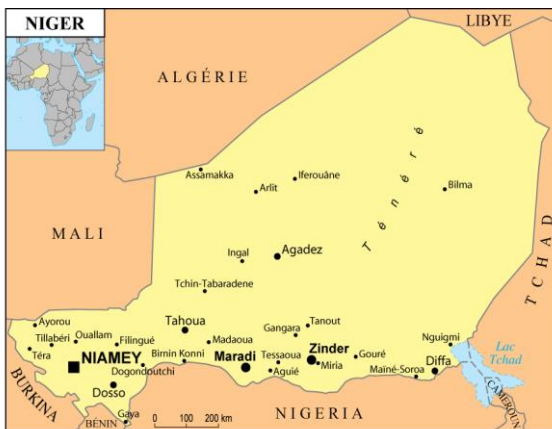 NIGER
LIBYE
ALGÉRIE
Assamakka
Iferouâne
Arlit
Bilma
Ténéré
TCHAD
MALI
Ingal
Agadez
Tchin-Tabaradene
Ayorou
Tahoua
Tanout
Gangara
Tillabéri
Ouallam
Filingué
Madaoua
Nguigmi
Lac
Tchad
Téra
NIAMEY
Birnin Konni
Maradi
Tessaoua
Zinder
Gouré
Miria
Dogondoutchi
Aguié
Maïné-Soroa
Diffa
Dosso
BURKINA
Gaya
BÉNIN
0 100 200 km
NIGERIA
CAMEROUN